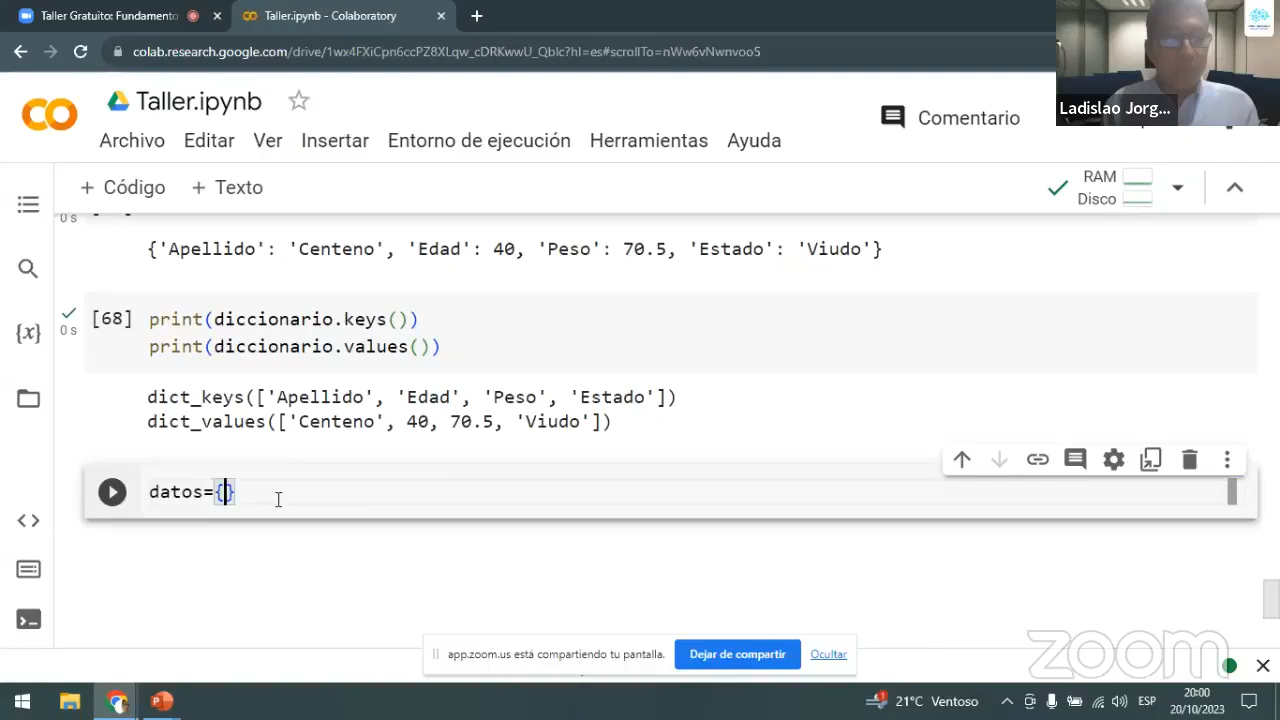 Taller Gratuito: Fundamento
Taller.ipynb - Colaboratory
colab.research.google.com/drive/1wx4FXiCpn6ccPZ8XLqw_cDRKwwU_Qblc?hl=es#scrollTo=nWw6vNwnvoo5
Ladislao Jorg...
Taller.ipynb
Comentario
Archivo Editar Ver Insertar Entorno de ejecución Herramientas Ayuda
+ Código + Texto
RAM
Disco
0 s
{'Apellido': 'Centeno', 'Edad': 40, 'Peso': 70.5, 'Estado': 'Viudo'}
[68] print(diccionario.keys())
0 s
print(diccionario.values())
dict_keys(['Apellido', 'Edad', 'Peso', 'Estado'])
dict_values(['Centeno', 40, 70.5, 'Viudo'])
datos={}
app.zoom.us está compartiendo tu pantalla.
Dejar de compartir
Ocultar
zoom
21°C Ventoso
ESP
20:00
20/10/2023